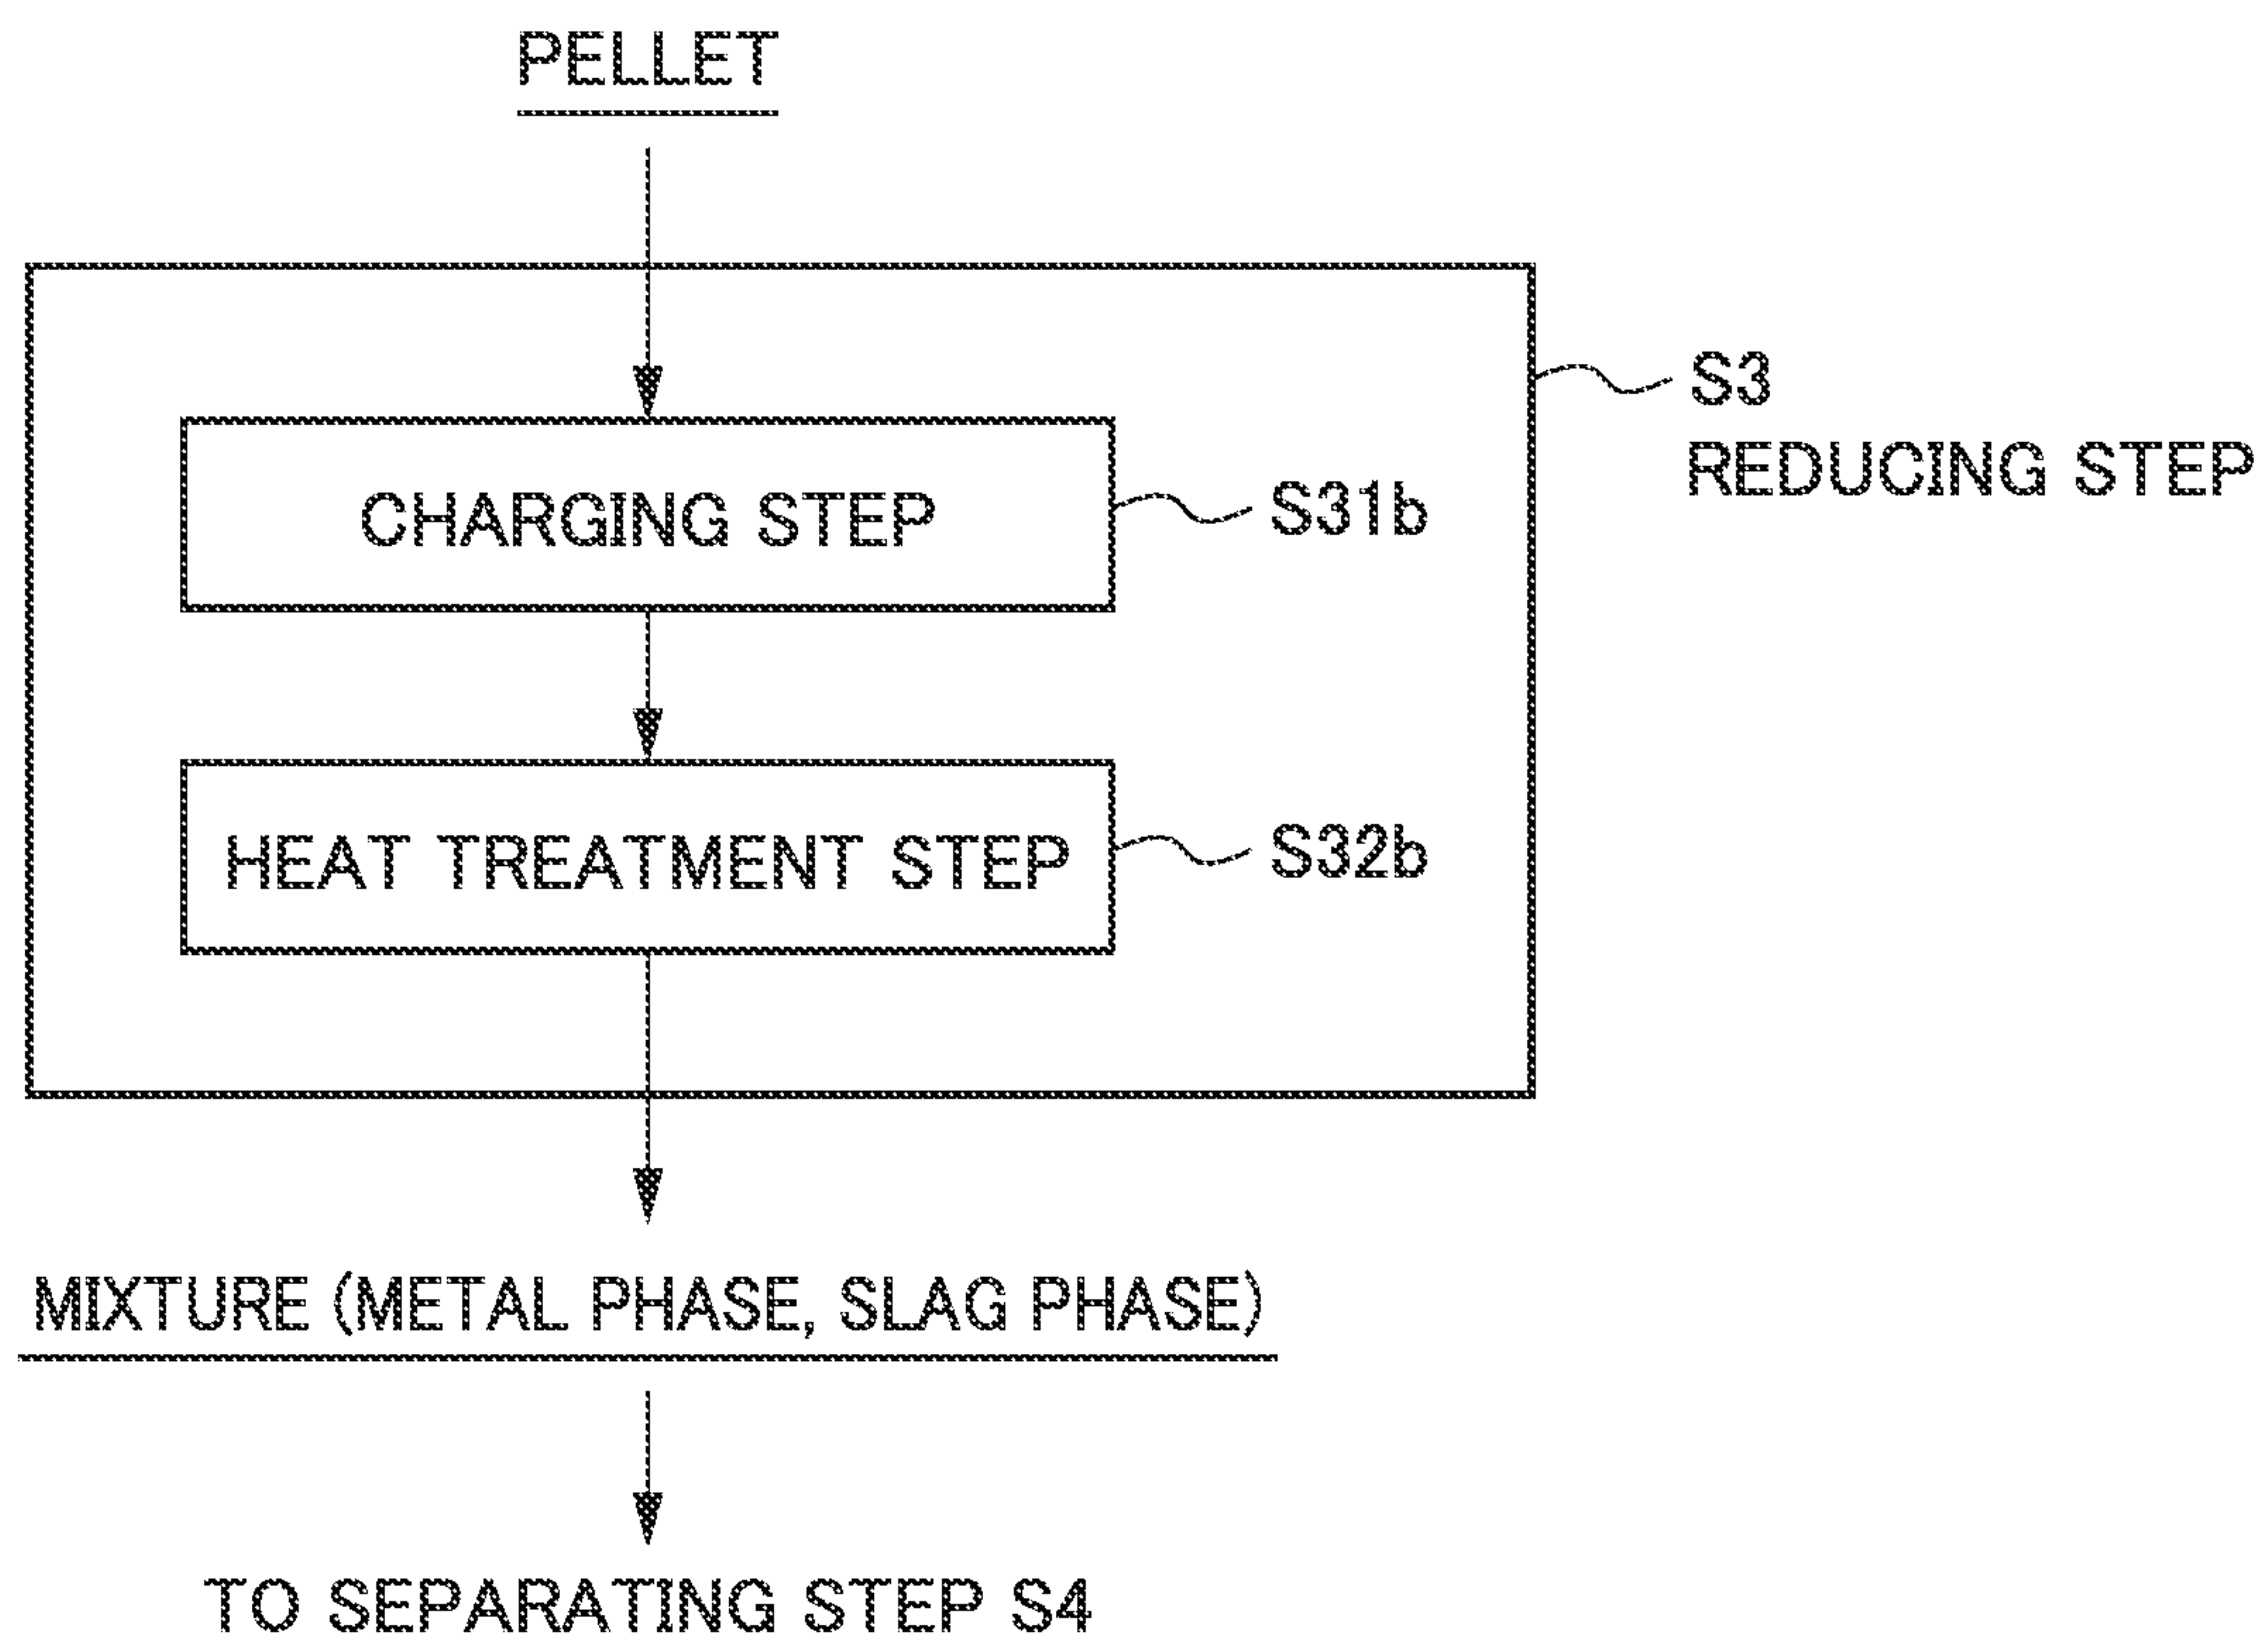 PELLET
S3
REDUCING STEP
CHARGING STEP
S31b
HEAT TREATMENT STEP
S32b
MIXTURE (METAL PHASE, SLAG PHASE)
TO SEPARATING STEP S4